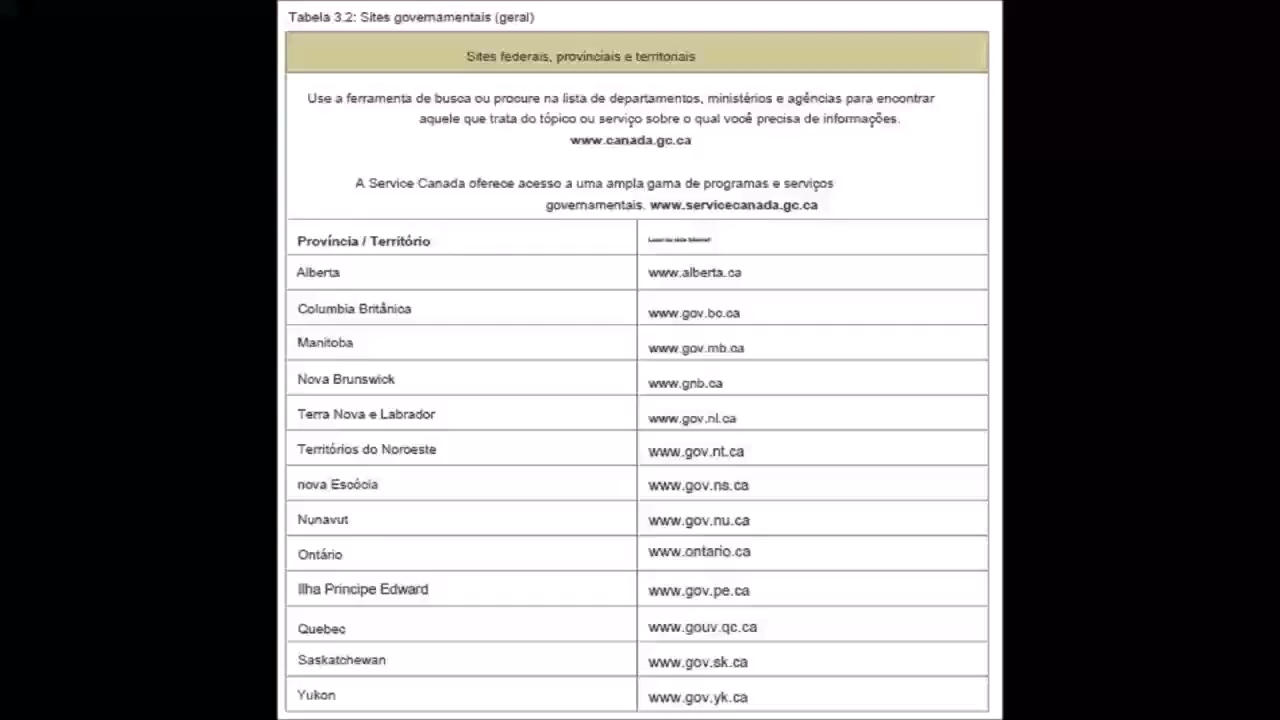 Tabela 3.2: Sites governamentais (geral)
Sites federais, provinciais e territoriais
Use a ferramenta de busca ou procure na lista de departamentos, ministérios e agências para encontrar
aquele que trata do tópico ou serviço sobre o qual você precisa de informações.
www.canada.gc.ca
A Service Canada oferece acesso a uma ampla gama de programas e serviços
governamentais. www.servicecanada.gc.ca
Província / Território
Alberta www.alberta.ca
Columbia Britânica www.gov.bc.ca
Manitoba www.gov.mb.ca
Nova Brunswick www.gnb.ca
Terra Nova e Labrador www.gov.nl.ca
Territórios do Noroeste www.gov.nt.ca
nova Escócia www.gov.ns.ca
Nunavut www.gov.nu.ca
Ontário www.ontario.ca
Ilha Principe Edward www.gov.pe.ca
Quebec www.gouv.qc.ca
Saskatchewan www.gov.sk.ca
Yukon www.gov.yk.ca